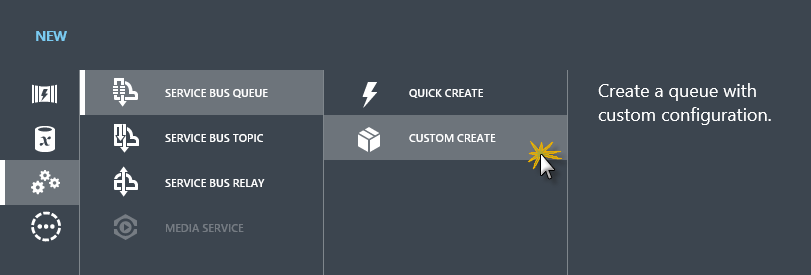 NEW
SERVICE BUS QUEUE
SERVICE BUS TOPIC
SERVICE BUS RELAY
MEDIA SERVICE
QUICK CREATE
CUSTOM CREATE
Create a queue with
custom configuration.